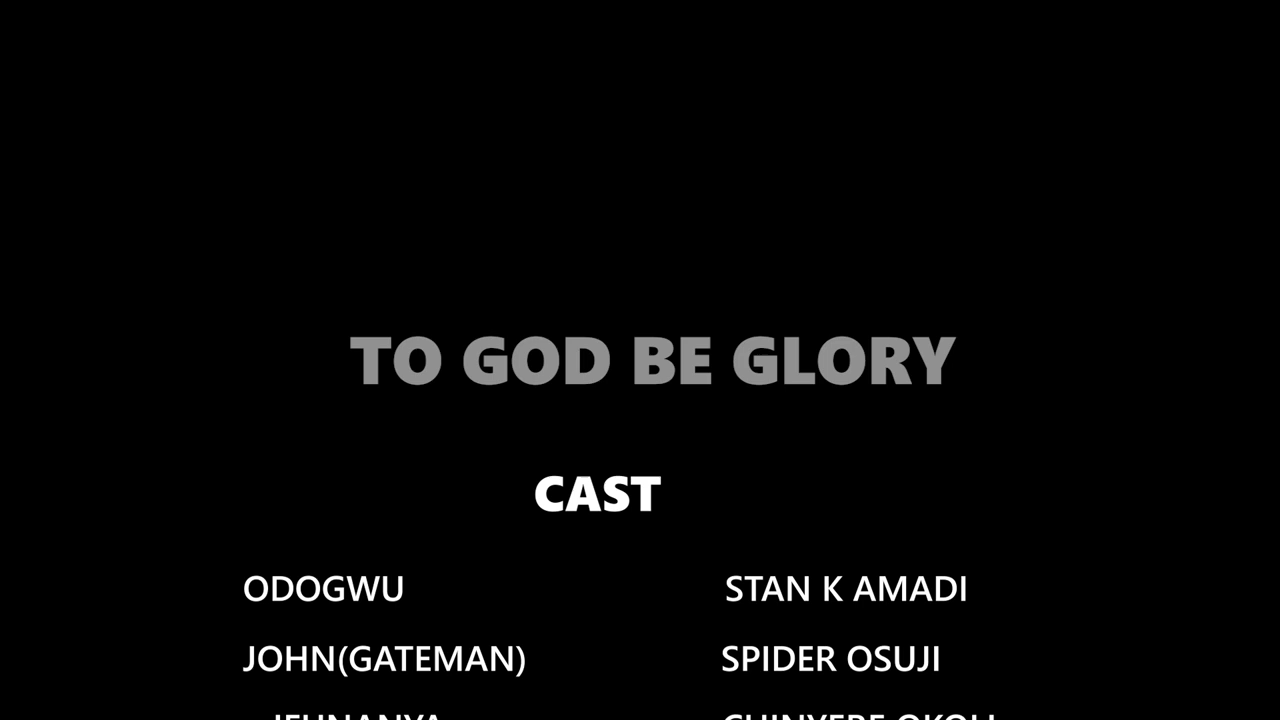 TO GOD BE GLORY
CAST
ODOGWU STAN K AMADI
JOHN(GATEMAN) SPIDER OSUJI